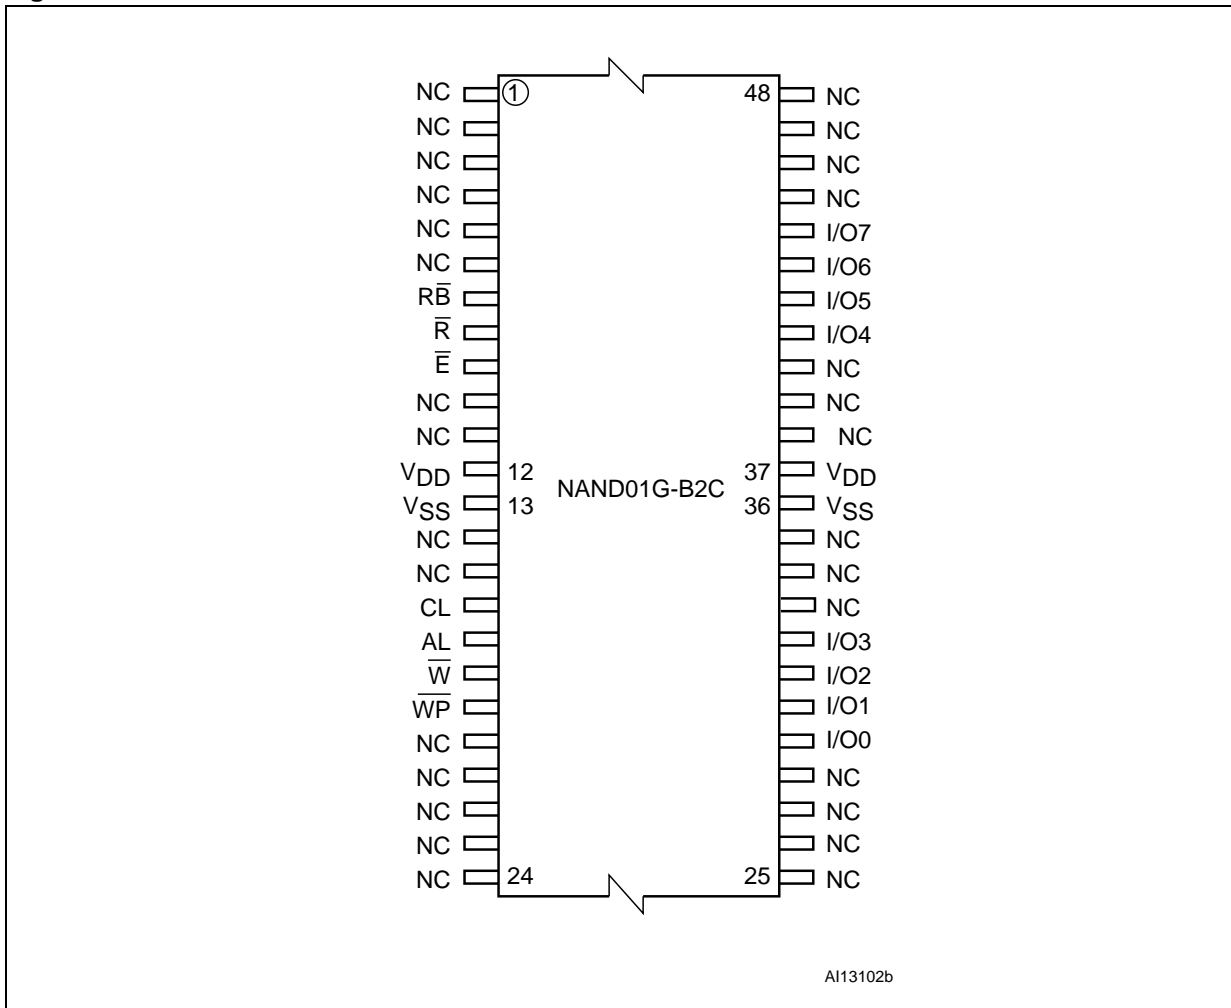 NC 1 48 NC
NC NC
NC NC
NC NC
NC I/O7
NC I/O6
RB̅ I/O5
R̅ I/O4
E̅ NC
NC NC
NC NC
VDD 12 37 VDD
NAND01G-B2C
VSS 13 36 VSS
NC NC
NC NC
CL NC
AL I/O3
W̅ I/O2
W̅P̅ I/O1
NC I/O0
NC NC
NC NC
NC NC
NC 24 25 NC
AI13102b